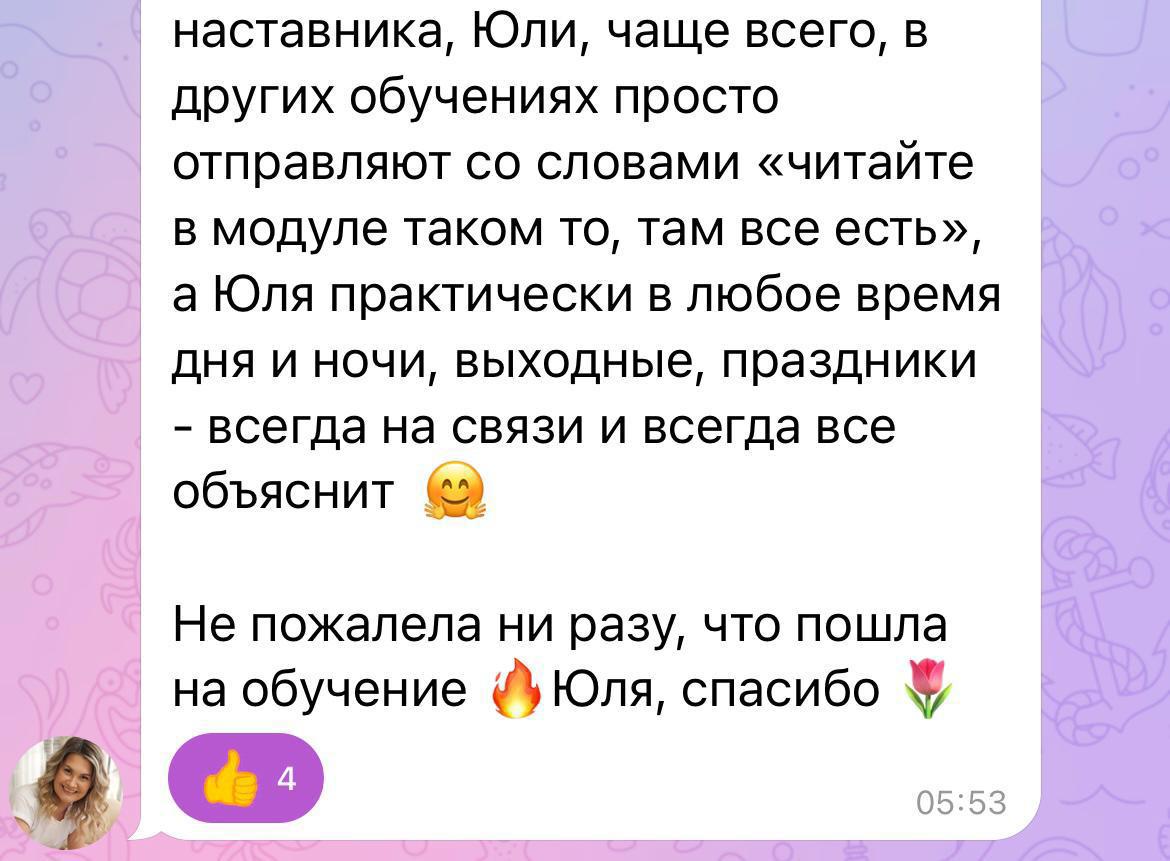 наставника, Юли, чаще всего, в
других обучениях просто
отправляют со словами «читайте
в модуле таком то, там все есть»,
а Юля практически в любое время
дня и ночи, выходные, праздники
- всегда на связи и всегда все
объяснит 🤗
Не пожалела ни разу, что пошла
на обучение 🔥Юля, спасибо 🌷
👍 4
05:53